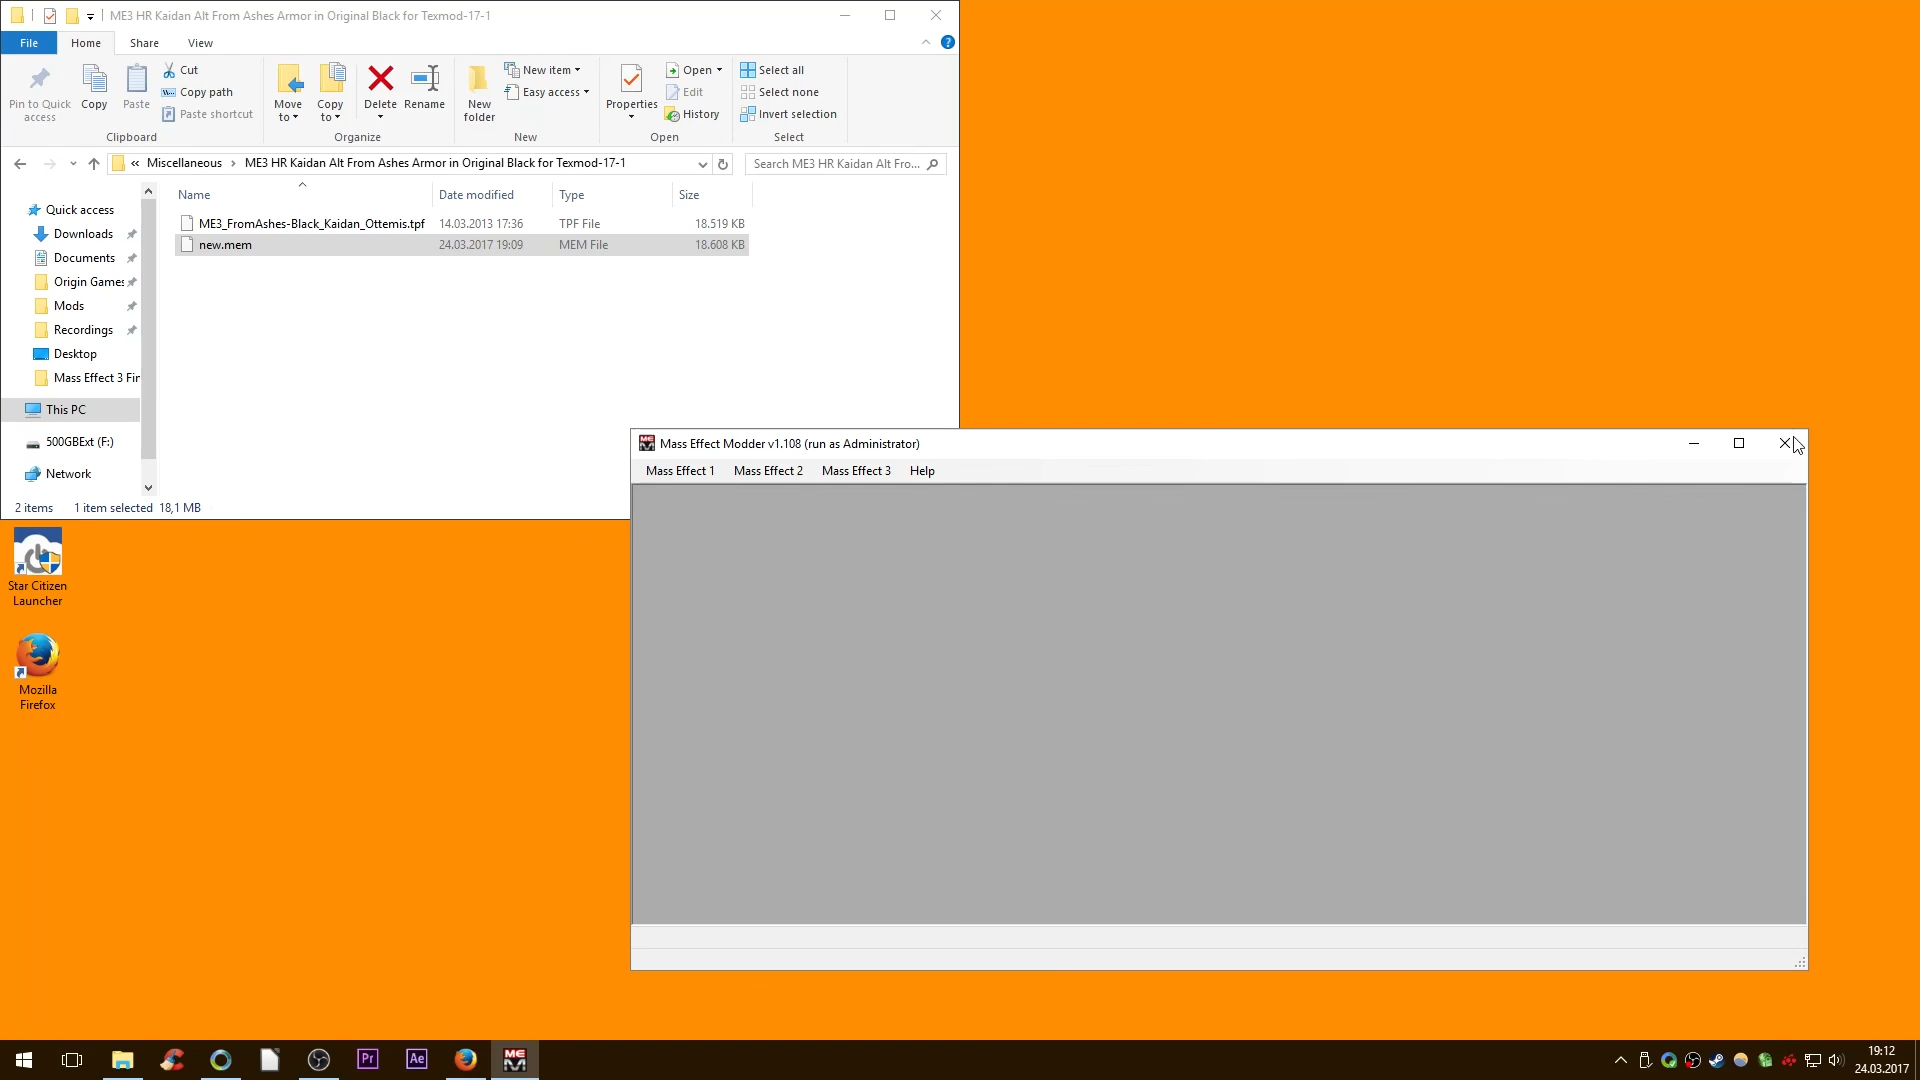 ME3 HR Kaidan Alt From Ashes Armor in Original Black for Texmod-17-1
File Home Share View
Pin to Quick access
Copy
Paste
Cut
Copy path
Paste shortcut
Clipboard
Move to
Copy to
Delete
Rename
Organize
New folder
New item
Easy access
New
Properties
Open
Edit
History
Open
Select all
Select none
Invert selection
Select
« Miscellaneous > ME3 HR Kaidan Alt From Ashes Armor in Original Black for Texmod-17-1
Search ME3 HR Kaidan Alt Fro...
Name Date modified Type Size
ME3_FromAshes-Black_Kaidan_Ottemis.tpf 14.03.2013 17:36 TPF File 18.519 KB
new.mem 24.03.2017 19:09 MEM File 18.608 KB
Quick access
Downloads
Documents
Origin Games
Mods
Recordings
Desktop
Mass Effect 3 Fin
This PC
500GBExt (F:)
Network
2 items 1 item selected 18,1 MB
Mass Effect Modder v1.108 (run as Administrator)
Mass Effect 1 Mass Effect 2 Mass Effect 3 Help
Star Citizen
Launcher
Mozilla
Firefox
Pr
Ae
ME
19:12
24.03.2017